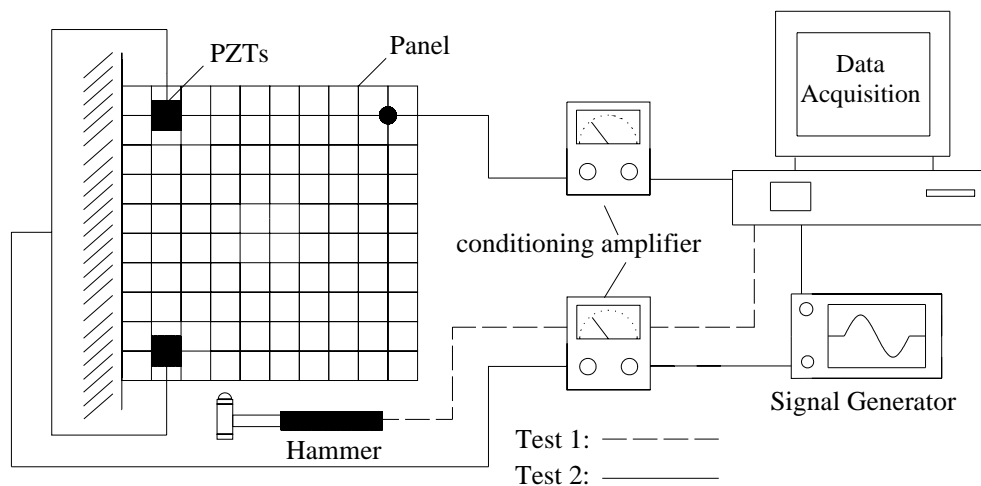 PZTs
Panel
Data
Acquisition
conditioning amplifier
Signal Generator
Hammer
Test 1:
Test 2: